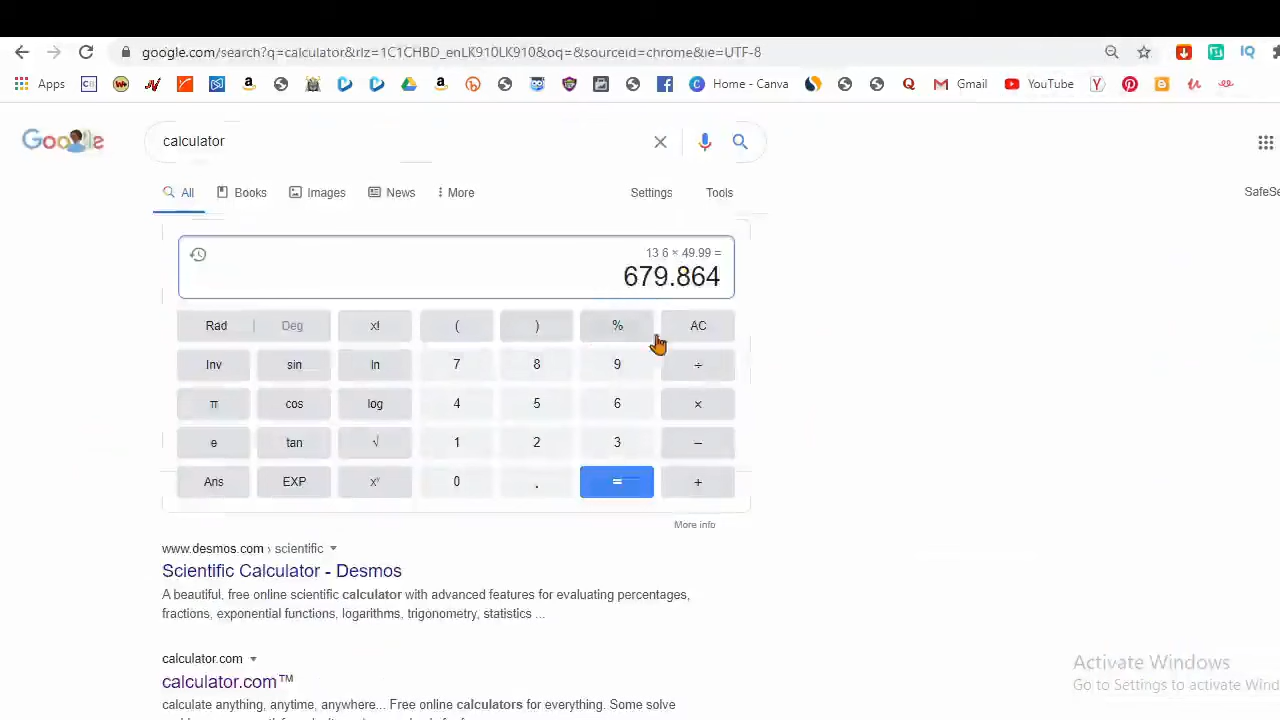 google.com/search?q=calculator&rlz=1C1CHBD_enLK910LK910&oq=&sourceid=chrome&ie=UTF-8
Apps Home - Canva Gmail YouTube
Google
calculator
All Books Images News More Settings Tools
13 6 × 49.99 =
679.864
Rad Deg x! ( ) % AC
Inv sin ln 7 8 9 ÷
π cos log 4 5 6 ×
e tan √ 1 2 3 −
Ans EXP xʸ 0 . = +
More info
www.desmos.com › scientific
Scientific Calculator - Desmos
A beautiful, free online scientific calculator with advanced features for evaluating percentages,
fractions, exponential functions, logarithms, trigonometry, statistics ...
calculator.com
calculator.com™
calculate anything, anytime, anywhere... Free online calculators for everything. Some solve
Activate Windows
Go to Settings to activate